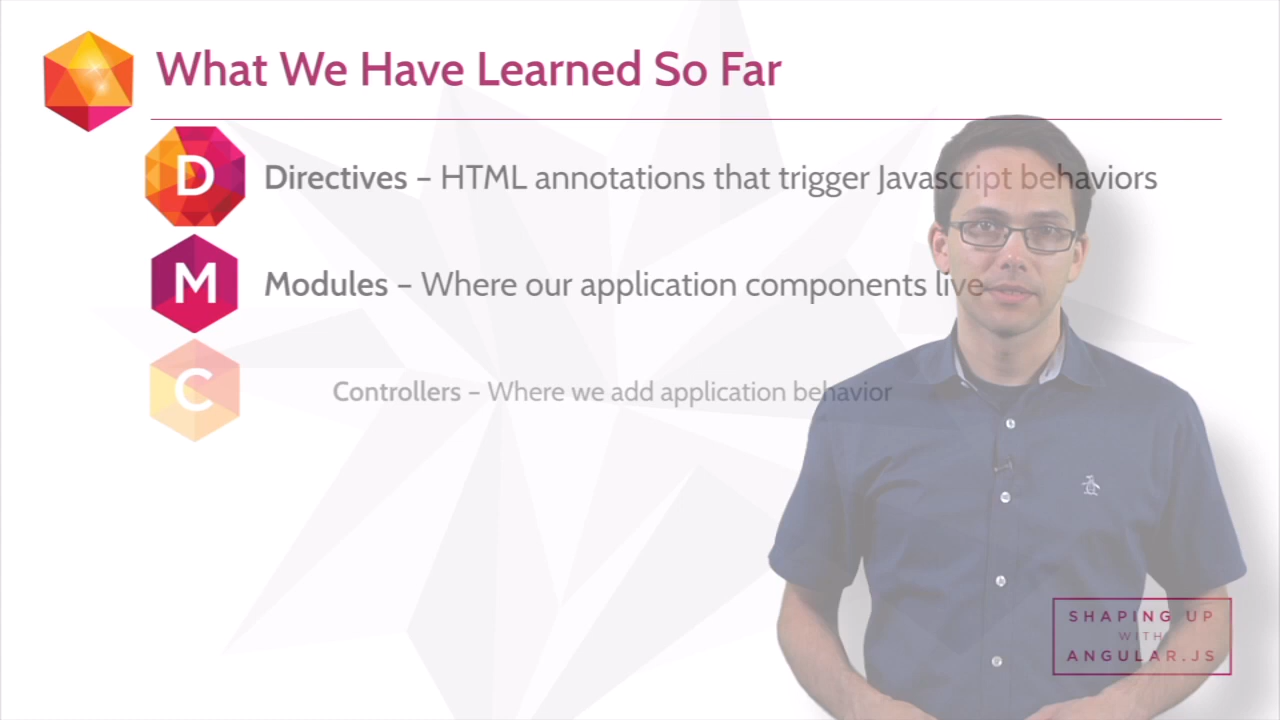 What We Have Learned So Far
D
Directives – HTML annotations that trigger Javascript behaviors
M
Modules – Where our application components live
C
Controllers – Where we add application behavior
SHAPING UP
WITH
ANGULAR.JS